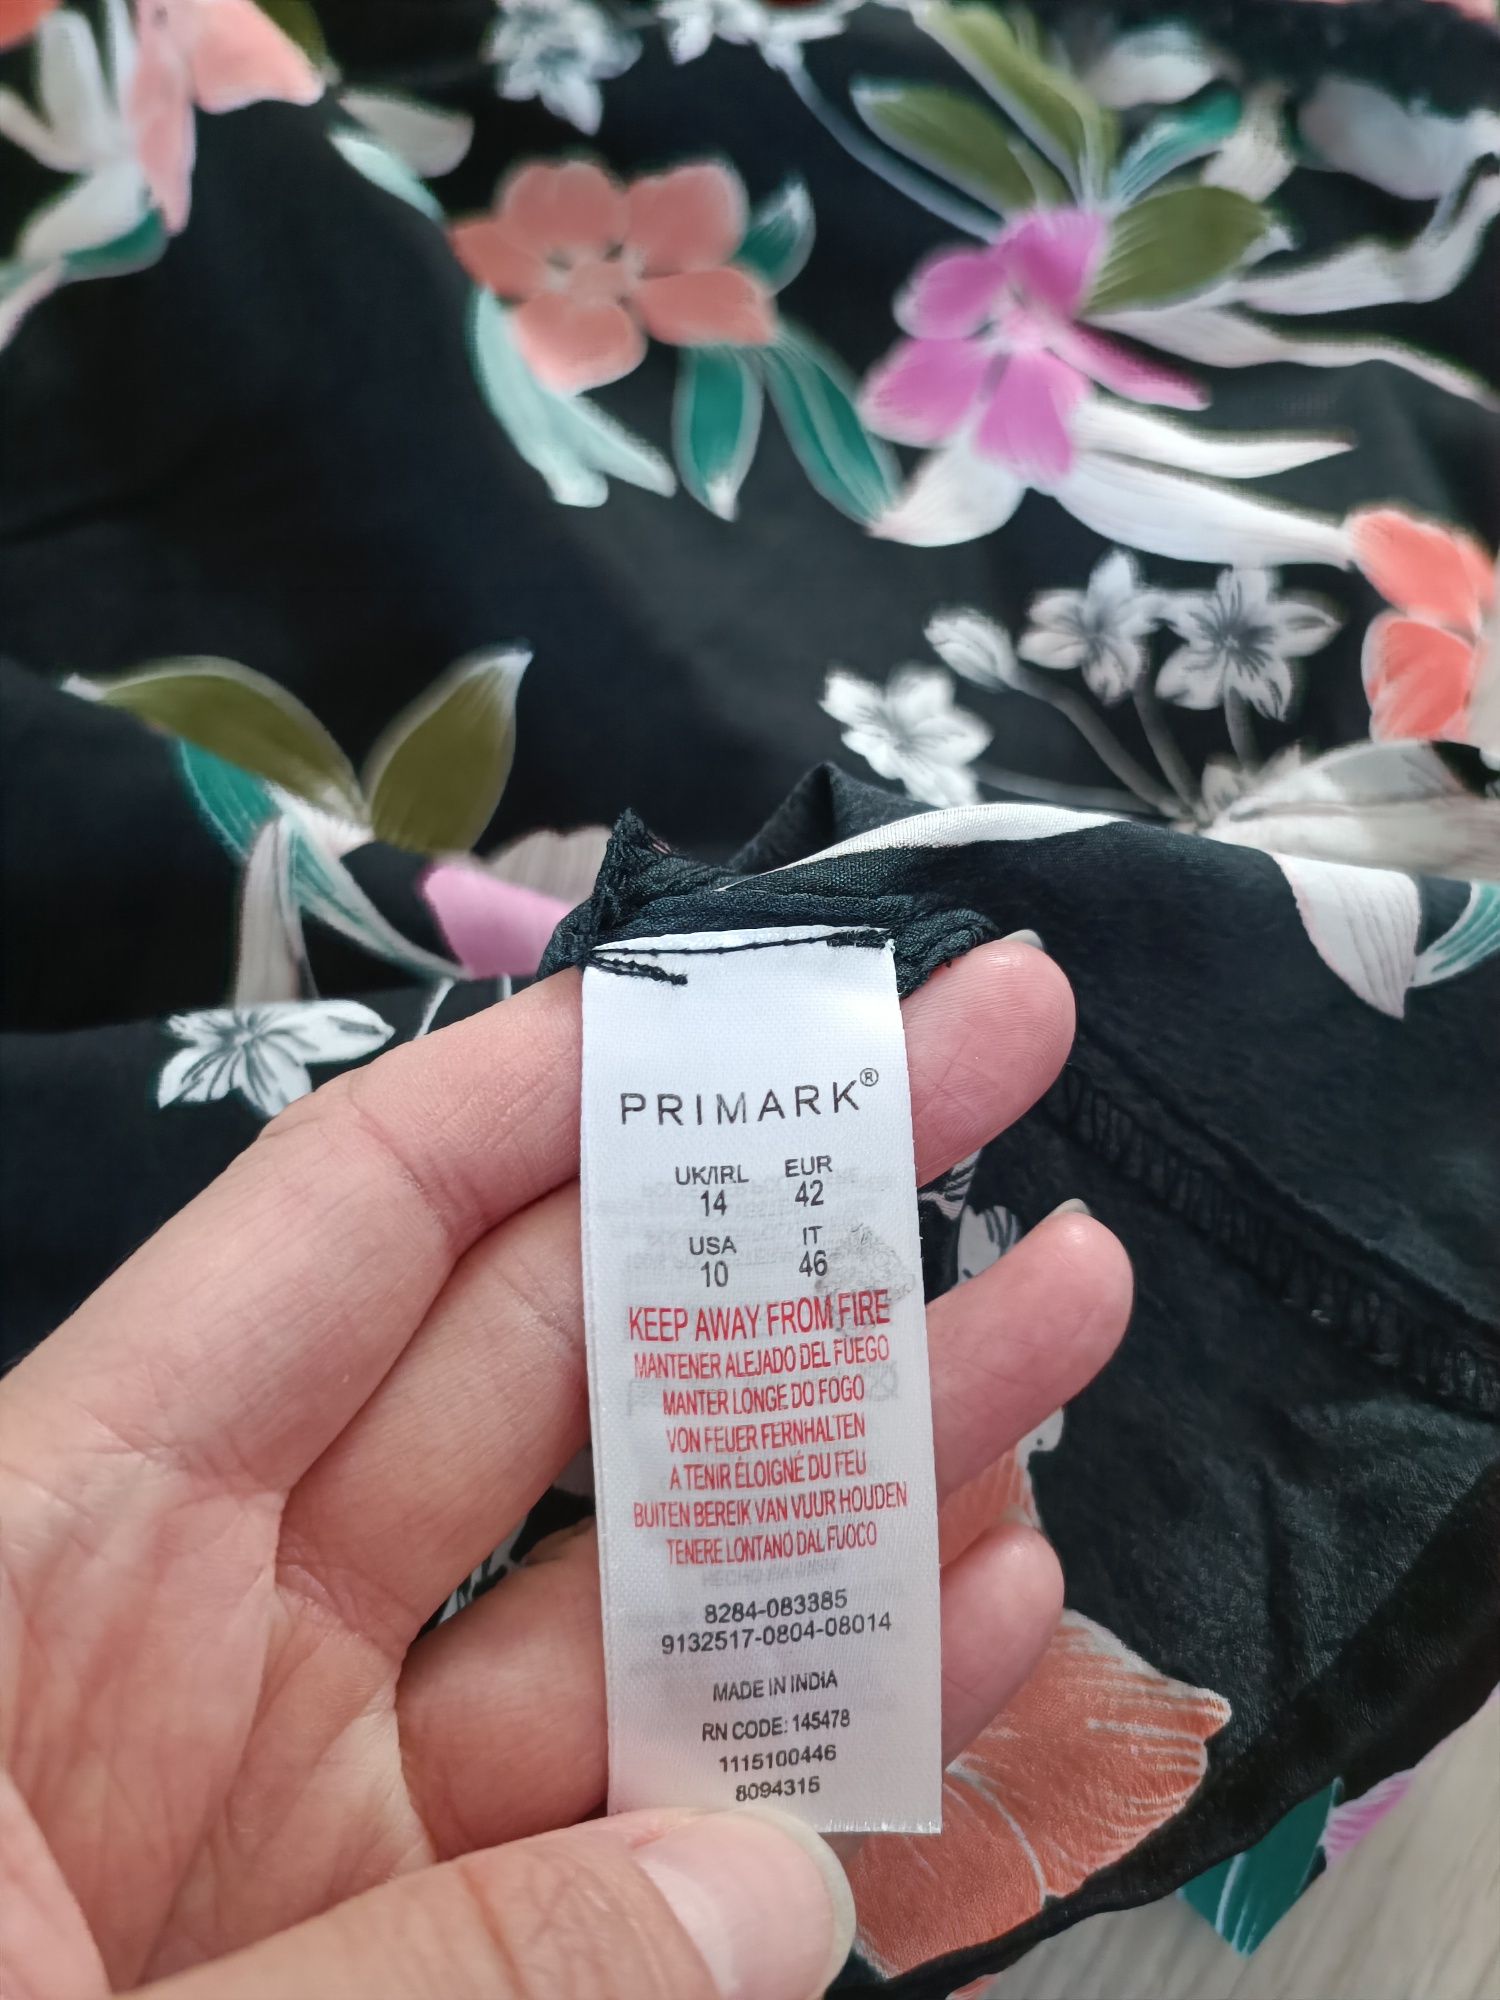 PRIMARK®
UK/IRL EUR
14 42
USA IT
10 46
KEEP AWAY FROM FIRE
MANTENER ALEJADO DEL FUEGO
MANTER LONGE DO FOGO
VON FEUER FERNHALTEN
A TENIR ÉLOIGNÉ DU FEU
BUITEN BEREIK VAN VUUR HOUDEN
TENERE LONTANO DAL FUOCO
8284-083385
9132517-0804-08014
MADE IN INDIA
RN CODE: 145478
1115100446
8094315